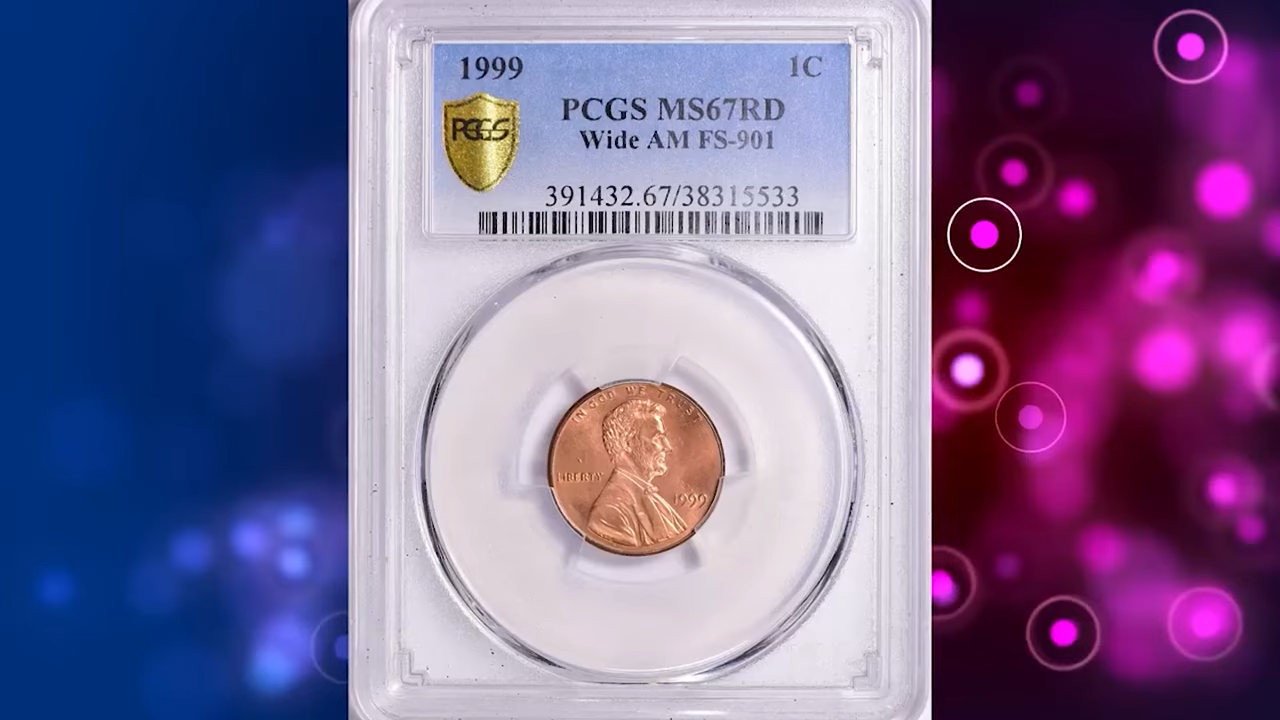 1999 1C
PCGS
PCGS MS67RD
Wide AM FS-901
391432.67/38315533
IN GOD WE TRUST
LIBERTY
1999